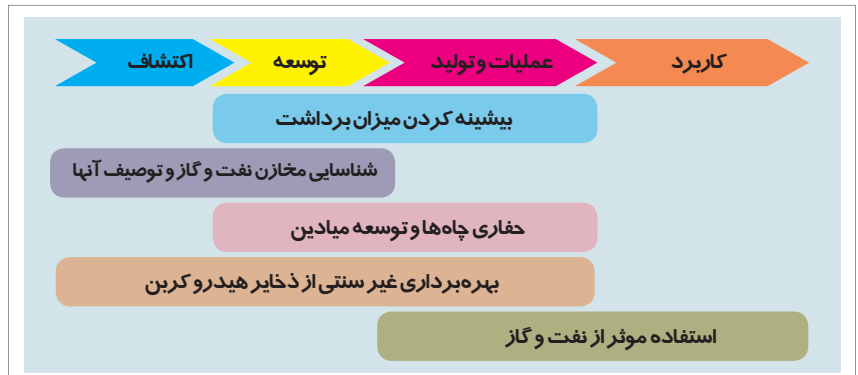 اکتشاف
توسعه
عملیات و تولید
کاربرد
بیشینه کردن میزان برداشت
شناسایی مخازن نفت و گاز و توصیف آنها
حفاری چاه‌ها و توسعه میادین
بهره‌برداری غیر سنتی از ذخایر هیدروکربن
استفاده موثر از نفت و گاز